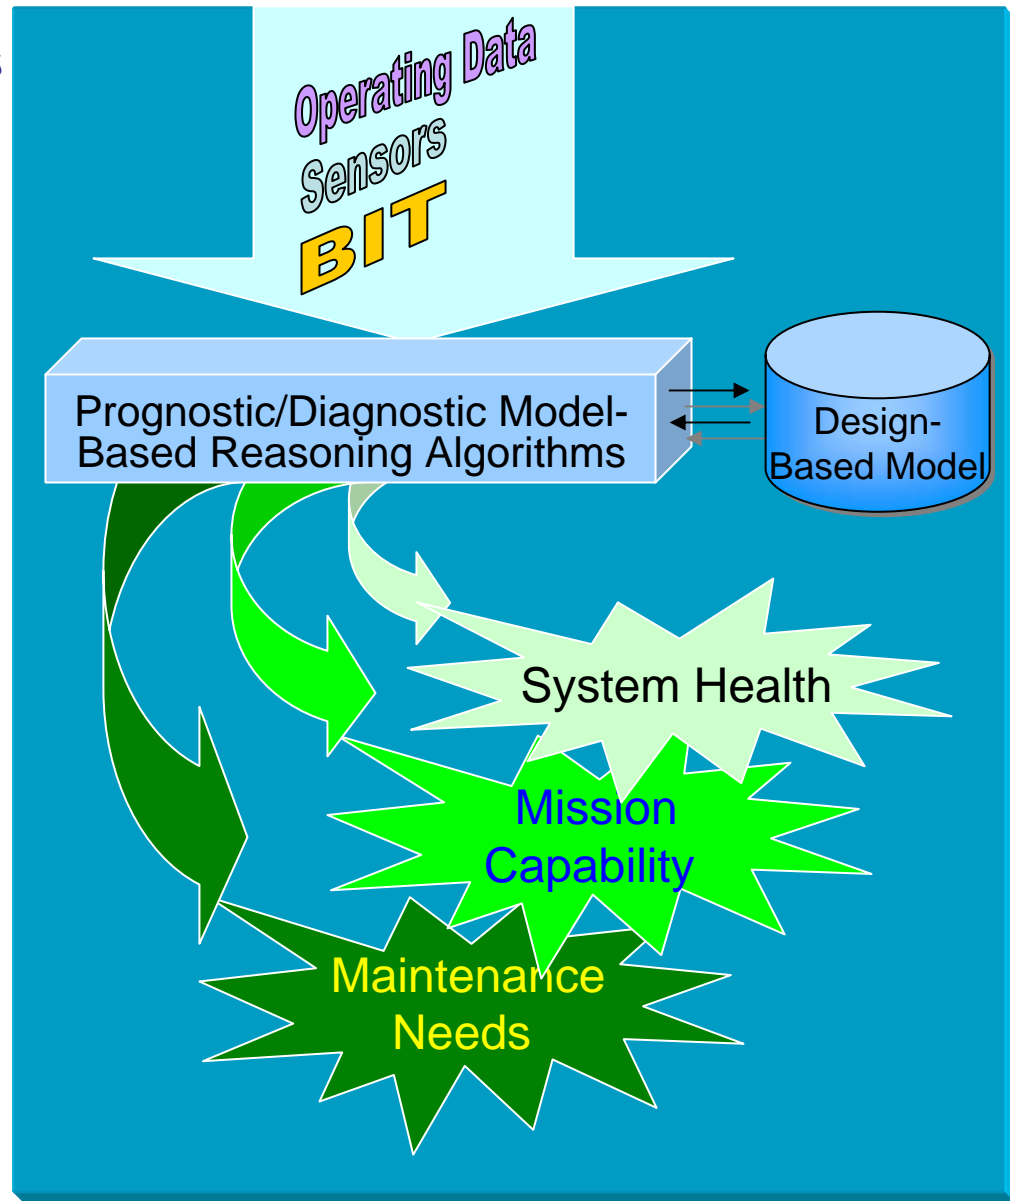 s
Operating Data
Sensors
BIT
Prognostic/Diagnostic Model-
Based Reasoning Algorithms
Design-
Based Model
System Health
Mission
Capability
Maintenance
Needs